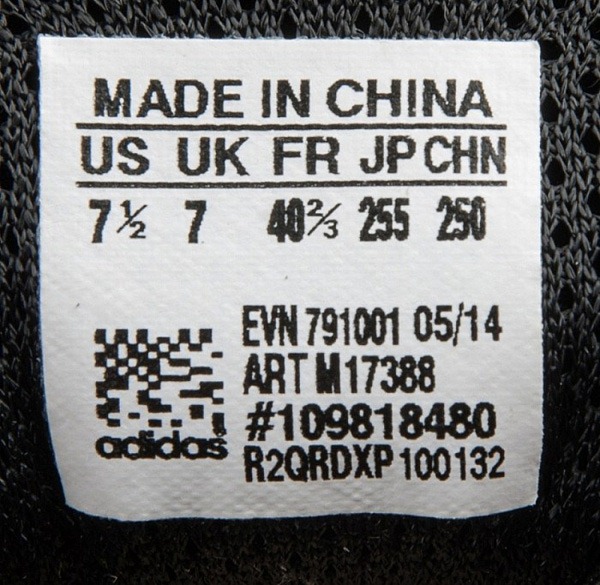 MADE IN CHINA
US UK FR JP CHN
7½ 7 40⅔ 255 250
EVN 791001 05/14
ART M17388
#109818480
adidas
R2QRDXP 100132